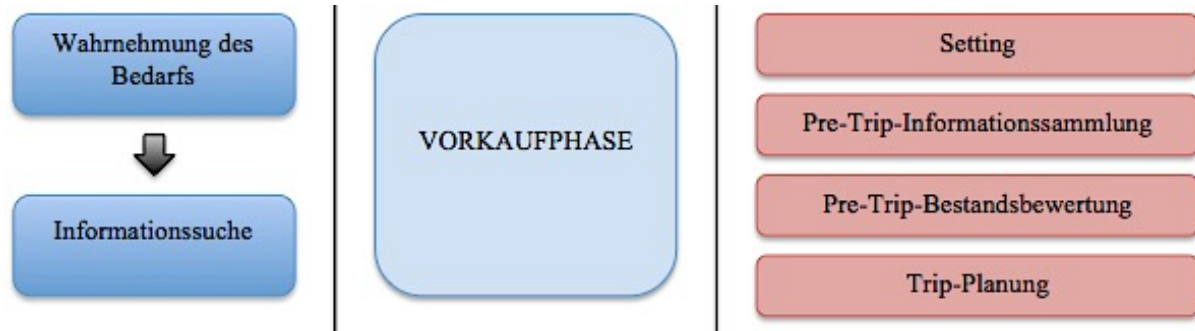 Wahrnehmung des
Bedarfs
Informationssuche
VORKAUFPHASE
Setting
Pre-Trip-Informationssammlung
Pre-Trip-Bestandsbewertung
Trip-Planung